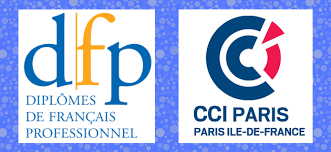 dfp
DIPLÔMES
DE FRANÇAIS
PROFESSIONNEL
CCI PARIS
PARIS ILE-DE-FRANCE